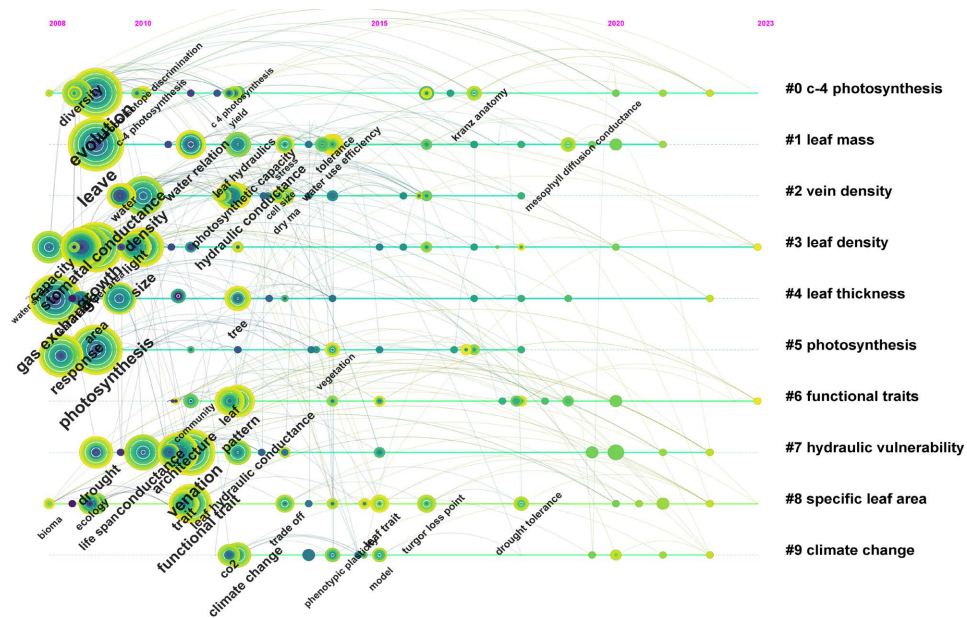 2008
2010
2015
2020
2023
#0 c-4 photosynthesis
#1 leaf mass
#2 vein density
#3 leaf density
#4 leaf thickness
#5 photosynthesis
#6 functional traits
#7 hydraulic vulnerability
#8 specific leaf area
#9 climate change
diversity
evolution
discrimination
c-4 photosynthesis
c 4 photosynthesis
yield
kranz anatomy
leave
water relation
leaf hydraulics
stress
tolerance
mesophyll diffusion conductance
water
density
photosynthetic capacity
cell size
dry ma
water use efficiency
capacity
stomatal conductance
growth
light
hydraulic conductance
gas exchange
area
size
tree
response
photosynthesis
vegetation
community
leaf
drought
conductance
architecture
pattern
leaf hydraulic conductance
bioma
ecology
life span
trait
venation
functional trait
trade off
leaf trait
turgor loss point
drought tolerance
co2
climate change
phenotypic plasticity
model